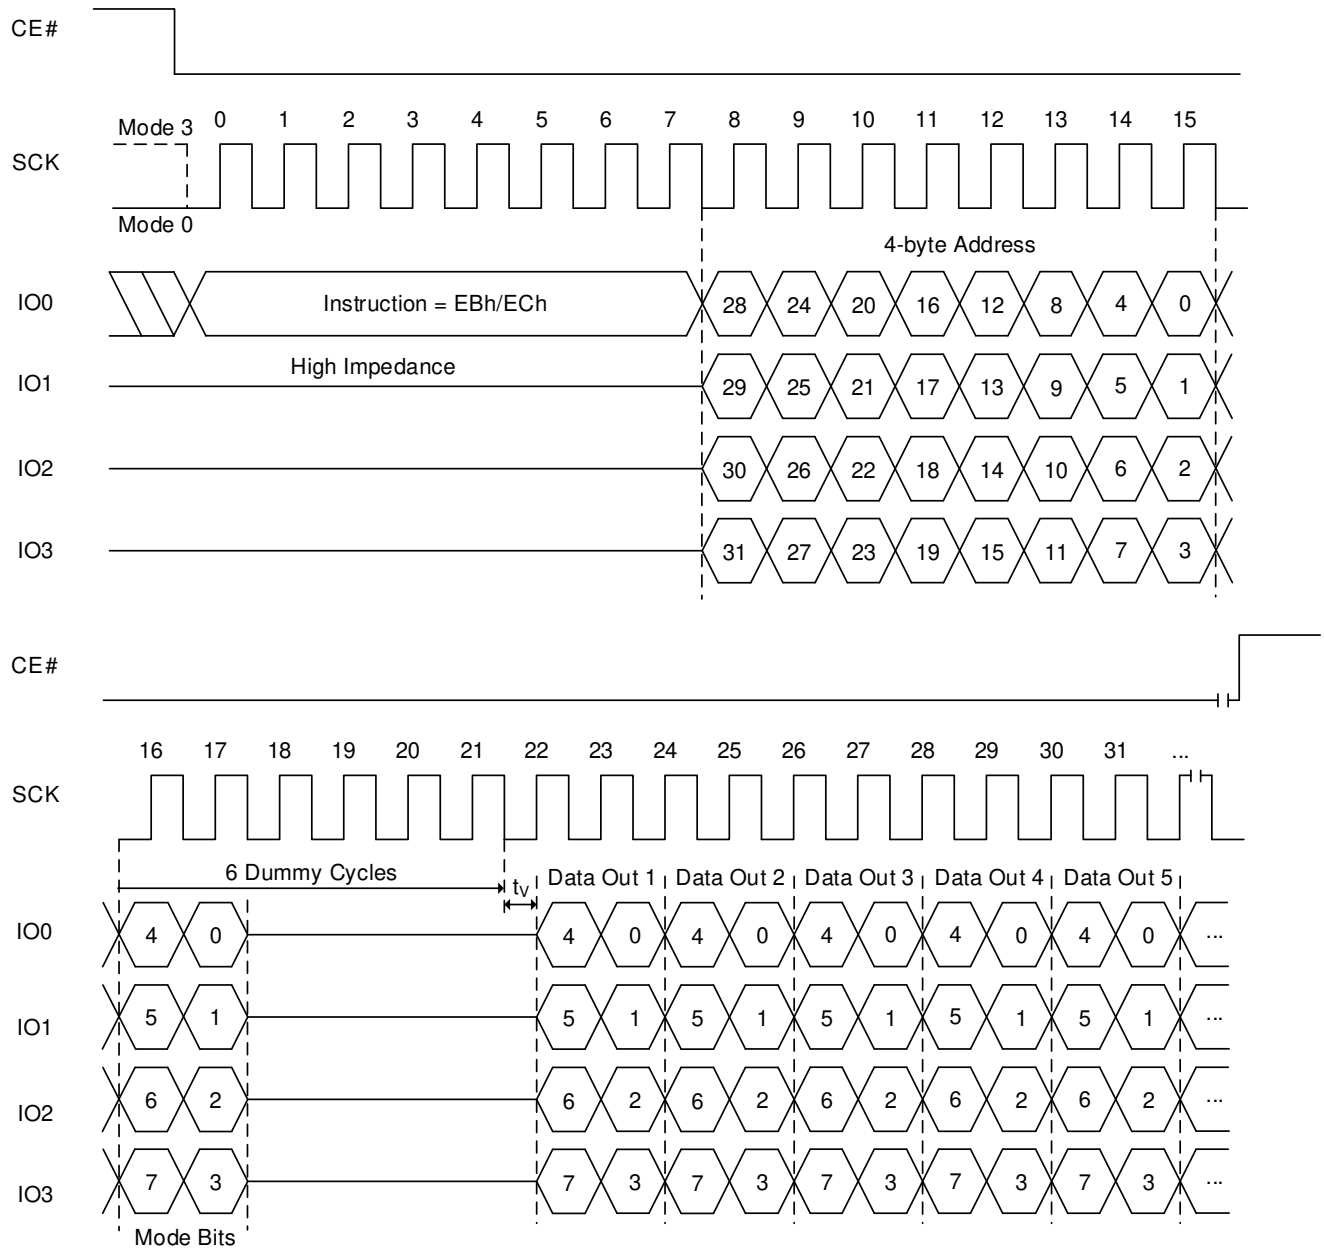 CE#
Mode 3 0 1 2 3 4 5 6 7 8 9 10 11 12 13 14 15
SCK
Mode 0
4-byte Address
IO0 Instruction = EBh/ECh 28 24 20 16 12 8 4 0
High Impedance
IO1 29 25 21 17 13 9 5 1
IO2 30 26 22 18 14 10 6 2
IO3 31 27 23 19 15 11 7 3
CE#
16 17 18 19 20 21 22 23 24 25 26 27 28 29 30 31 ...
SCK
6 Dummy Cycles tV Data Out 1 Data Out 2 Data Out 3 Data Out 4 Data Out 5
IO0 4 0 4 0 4 0 4 0 4 0 4 0 ...
IO1 5 1 5 1 5 1 5 1 5 1 5 1 ...
IO2 6 2 6 2 6 2 6 2 6 2 6 2 ...
IO3 7 3 7 3 7 3 7 3 7 3 7 3 ...
Mode Bits